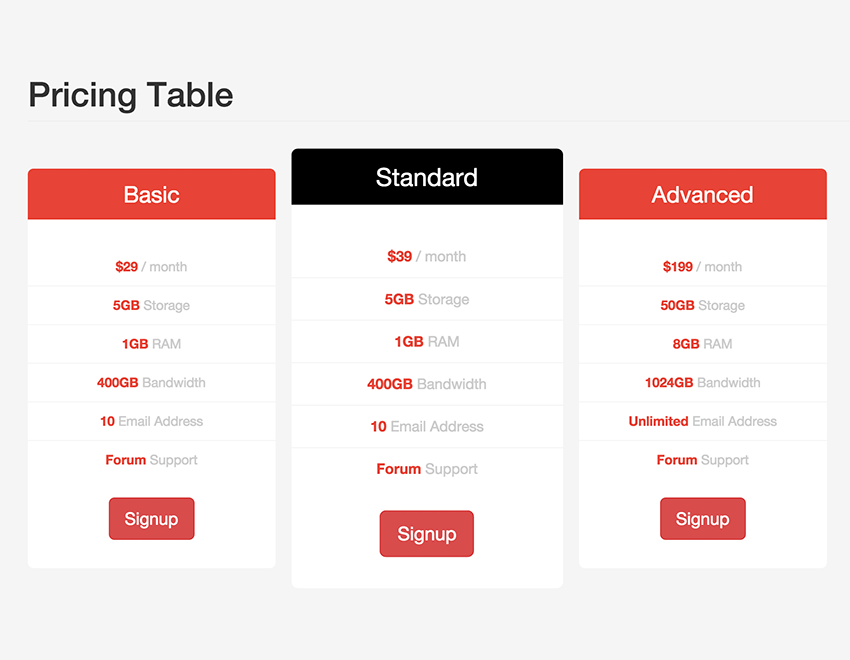 Pricing Table
Basic
$29 / month
5GB Storage
1GB RAM
400GB Bandwidth
10 Email Address
Forum Support
Signup
Standard
$39 / month
5GB Storage
1GB RAM
400GB Bandwidth
10 Email Address
Forum Support
Signup
Advanced
$199 / month
50GB Storage
8GB RAM
1024GB Bandwidth
Unlimited Email Address
Forum Support
Signup